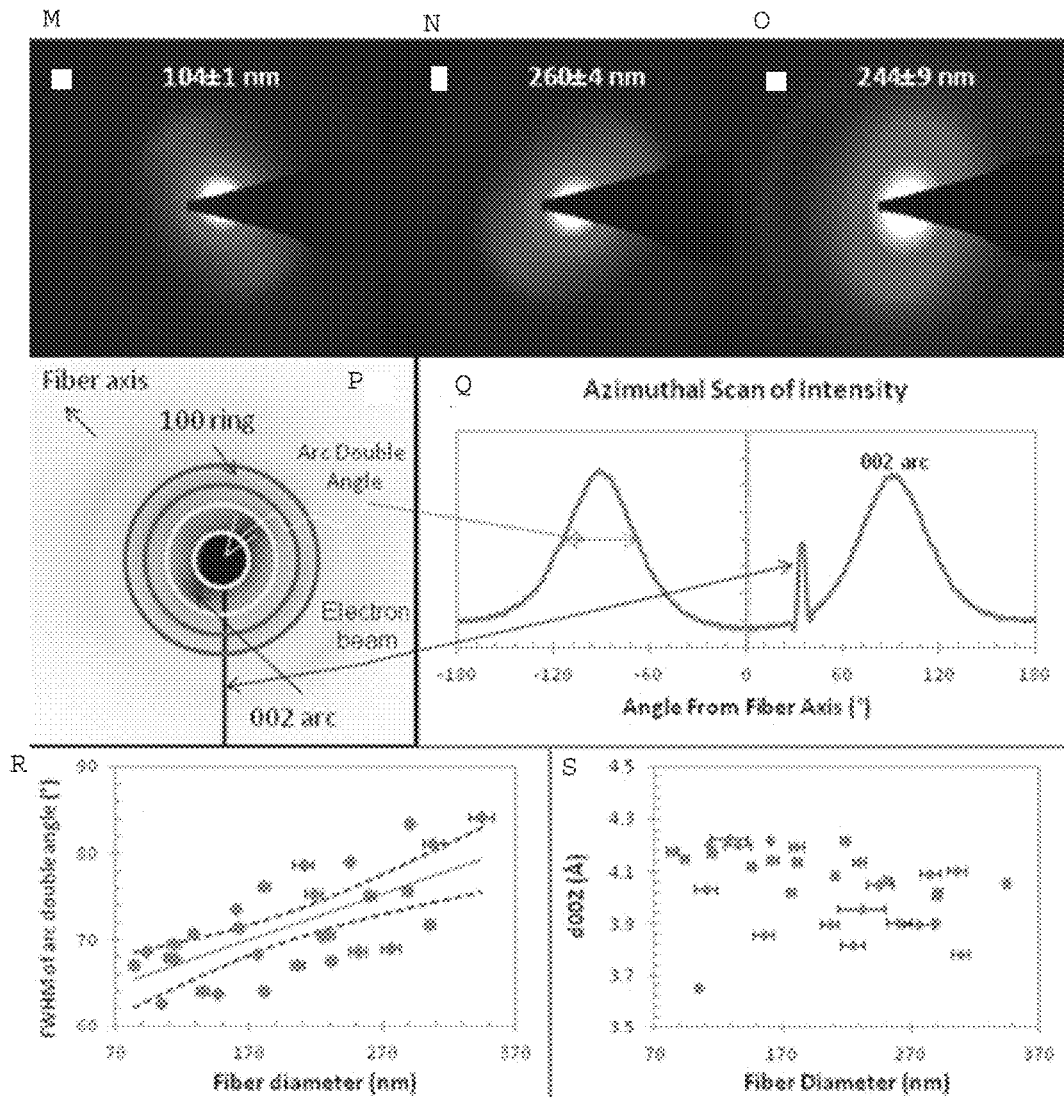 M
N
O
104±1 nm
260±4 nm
244±9 nm
Fiber axis
P
100 ring
Electron
beam
002 arc
Q
Azimuthal Scan of Intensity
Arc Double
Angle
002 arc
-180
-120
-60
0
60
120
180
Angle From Fiber Axis (°)
R
FWHM of arc double angle (°)
90
80
70
60
70
170
270
370
Fiber diameter (nm)
S
d002 (Å)
4.5
4.3
4.1
3.9
3.7
3.5
70
170
270
370
Fiber Diameter (nm)